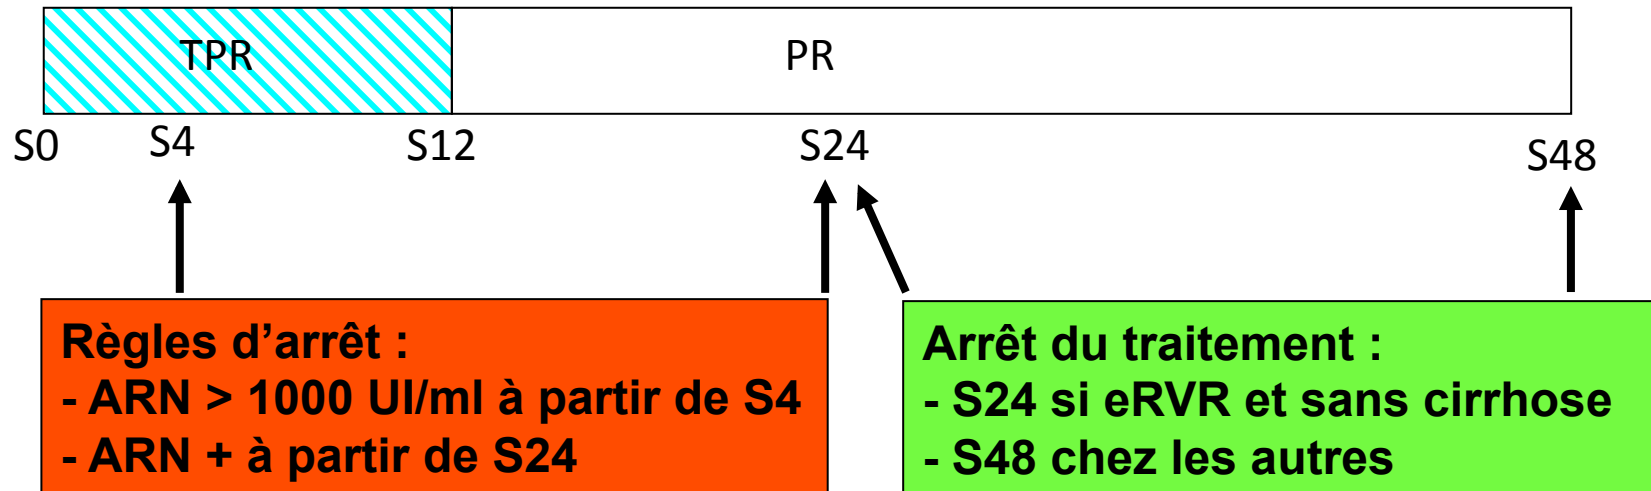 TPR PR
S0 S4 S12 S24 S48
Règles d’arrêt :
- ARN > 1000 UI/ml à partir de S4
- ARN + à partir de S24
Arrêt du traitement :
- S24 si eRVR et sans cirrhose
- S48 chez les autres